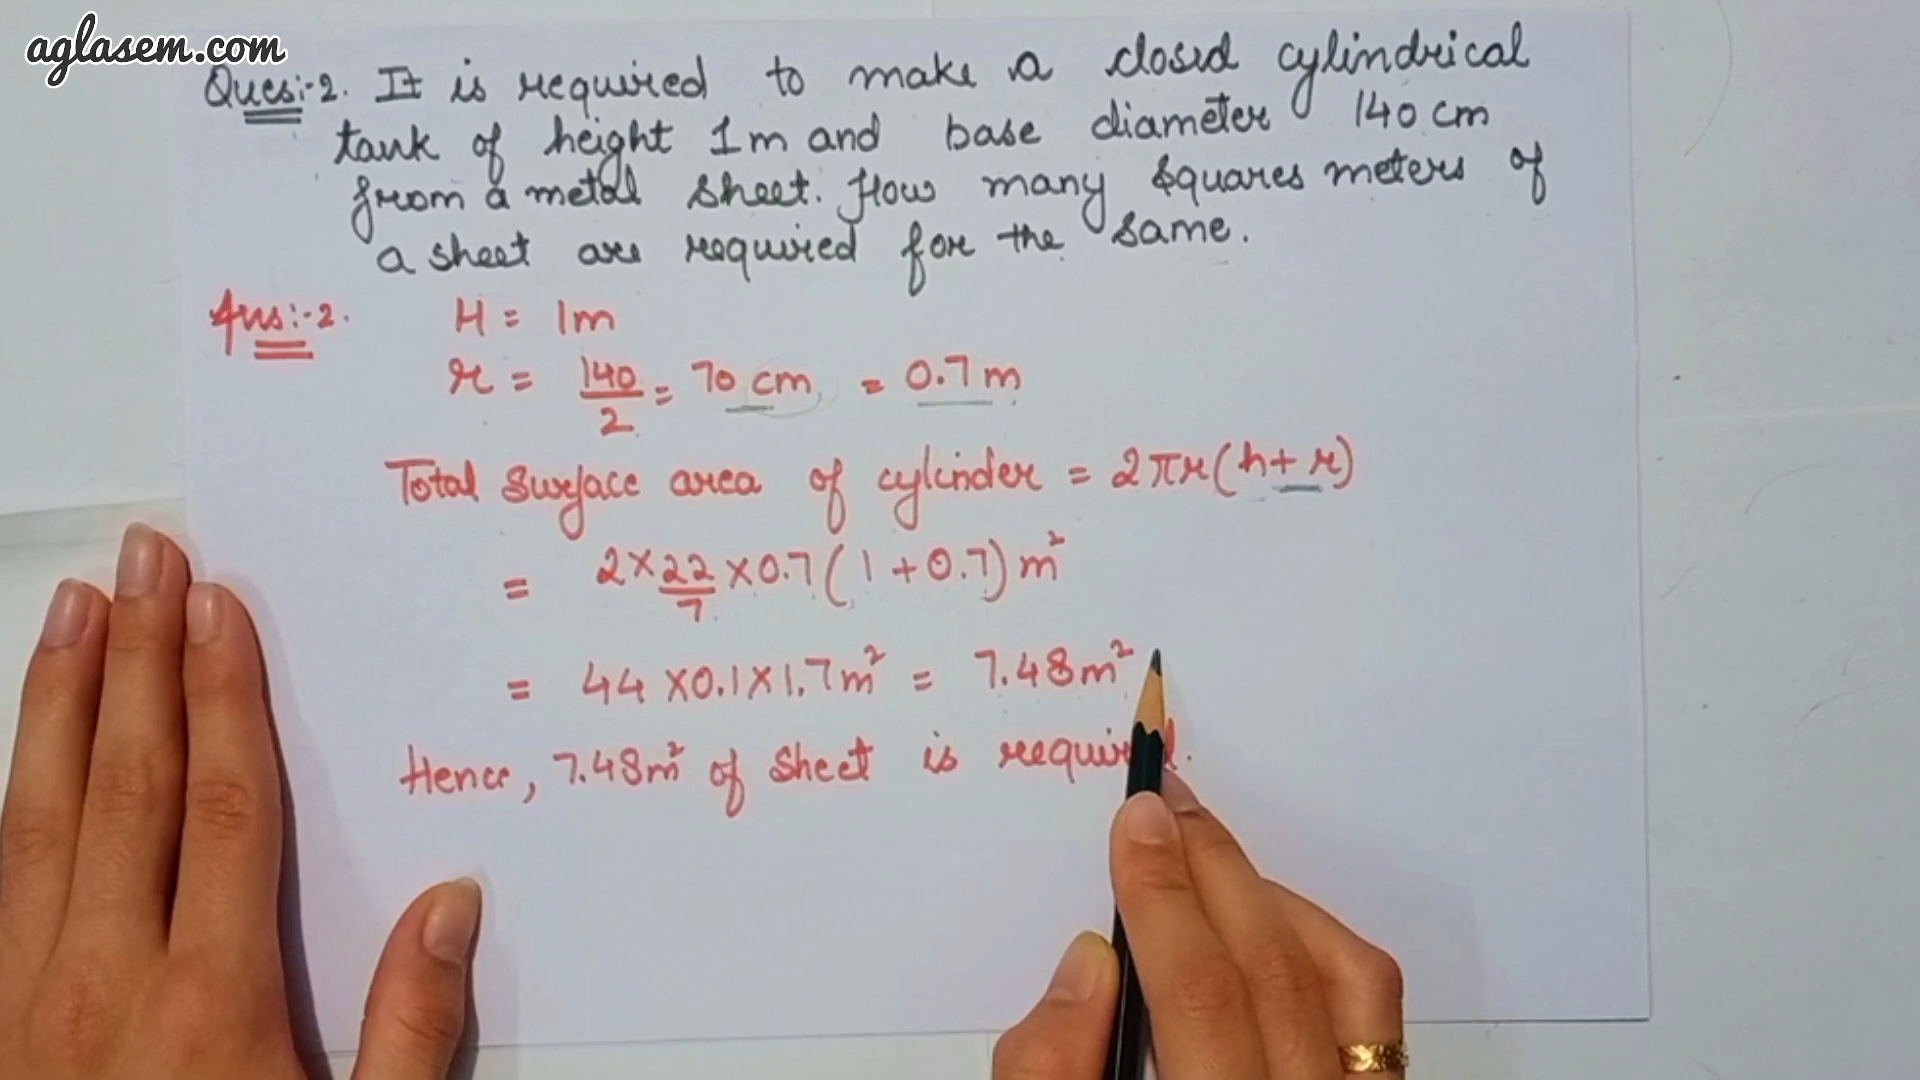 aglasem.com
Ques:-2. It is required to make a closed cylindrical
tank of height 1m and base diameter 140 cm
from a metal sheet. How many squares meters of
a sheet are required for the same.
Ans:-2. H = 1m
r = 140/2 = 70 cm = 0.7m
Total surface area of cylinder = 2πr(h+r)
= 2×22/7×0.7(1+0.7)m²
= 44×0.1×1.7m² = 7.48m²
Hence, 7.48m² of sheet is required.